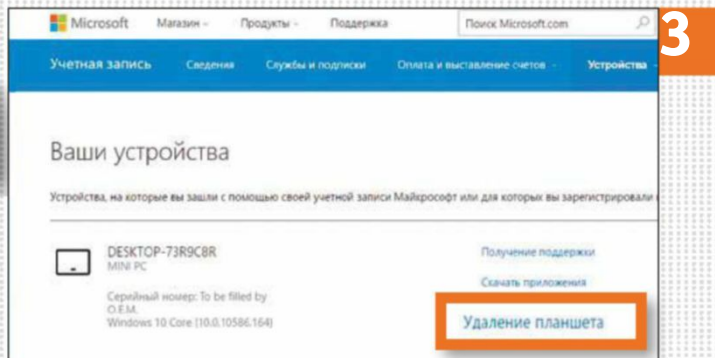 Microsoft Магазин Продукты Поддержка Поиск Microsoft.com
3
Учетная запись Сведения Службы и подписки Оплата и выставление счетов Устройства
Ваши устройства
Устройства, на которые вы зашли с помощью своей учетной записи Майкрософт или для которых вы зарегистрировали
DESKTOP-73R9C8R
MINI PC
Серийный номер: To be filled by
O.E.M.
Windows 10 Core (10.0.10586.164)
Получение поддержки
Скачать приложения
Удаление планшета